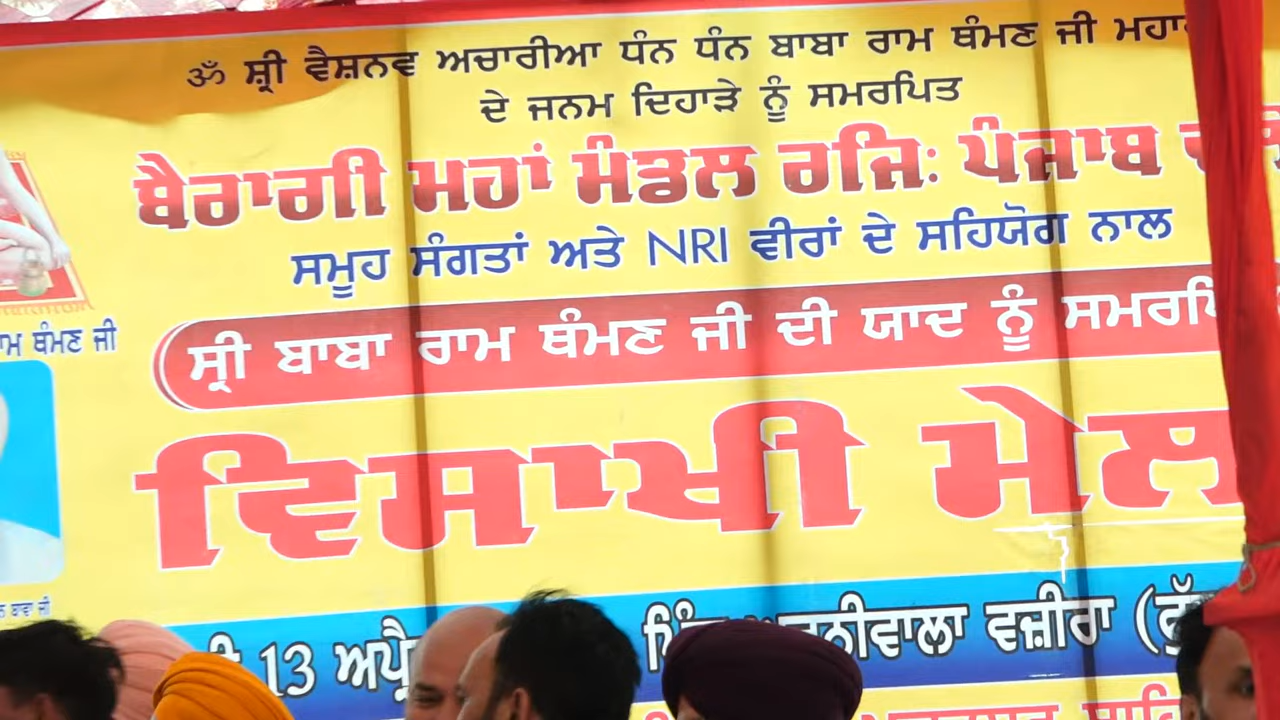 ੴ ਸ਼੍ਰੀ ਵੈਸ਼ਨਵ ਅਚਾਰੀਆ ਧੰਨ ਧੰਨ ਬਾਬਾ ਰਾਮ ਥੰਮਣ ਜੀ
ਦੇ ਜਨਮ ਦਿਹਾੜੇ ਨੂੰ ਸਮਰਪਿਤ
ਬੈਰਾਗੀ ਮਹਾਂ ਮੰਡਲ ਰਜਿ: ਪੰਜਾਬ
ਸਮੂਹ ਸੰਗਤਾਂ ਅਤੇ NRI ਵੀਰਾਂ ਦੇ ਸਹਿਯੋਗ ਨਾਲ
ਥੰਮਣ ਜੀ
ਸ੍ਰੀ ਬਾਬਾ ਰਾਮ ਥੰਮਣ ਜੀ ਦੀ ਯਾਦ ਨੂੰ
ਵਿਸਾਖੀ
ਬਾਵਾ ਜੀ
13 ਵਜ਼ੀਰਾ